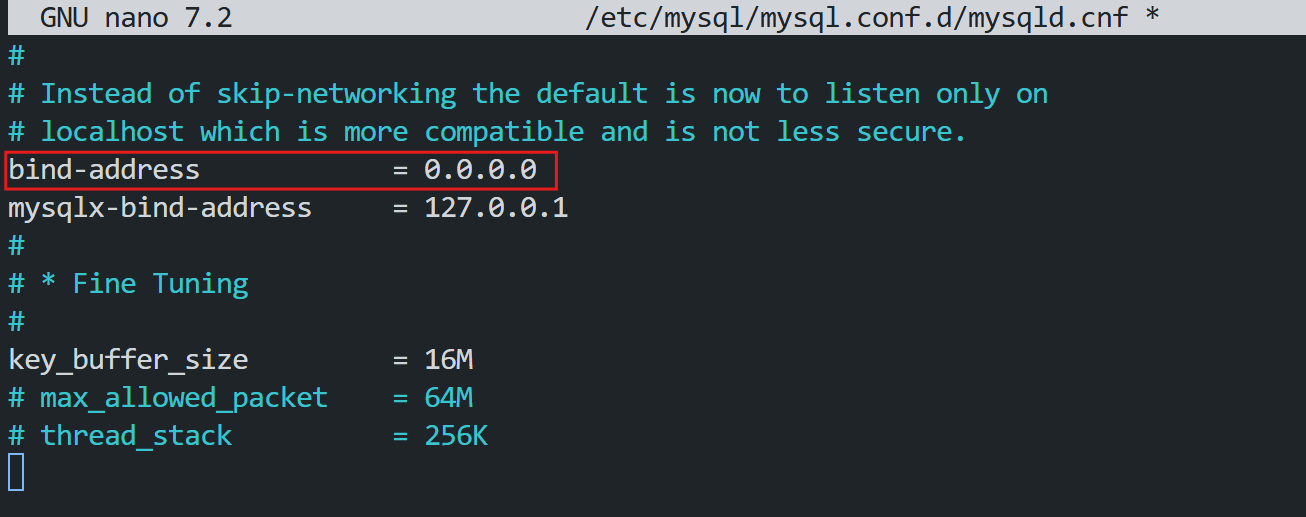 GNU nano 7.2 /etc/mysql/mysql.conf.d/mysqld.cnf *
#
# Instead of skip-networking the default is now to listen only on
# localhost which is more compatible and is not less secure.
bind-address            = 0.0.0.0
mysqlx-bind-address     = 127.0.0.1
#
# * Fine Tuning
#
key_buffer_size         = 16M
# max_allowed_packet    = 64M
# thread_stack          = 256K